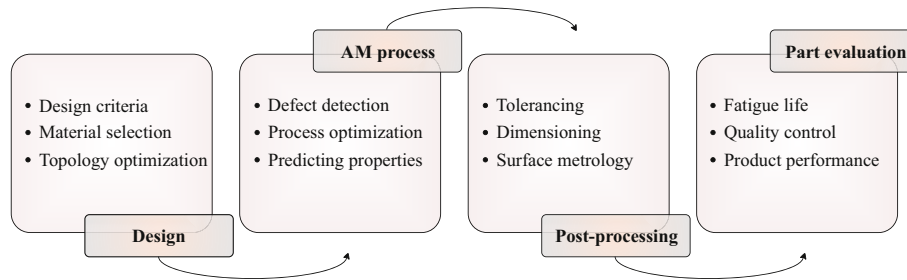 AM process
Part evaluation
• Design criteria
• Material selection
• Topology optimization
Design
• Defect detection
• Process optimization
• Predicting properties
• Tolerancing
• Dimensioning
• Surface metrology
Post-processing
• Fatigue life
• Quality control
• Product performance